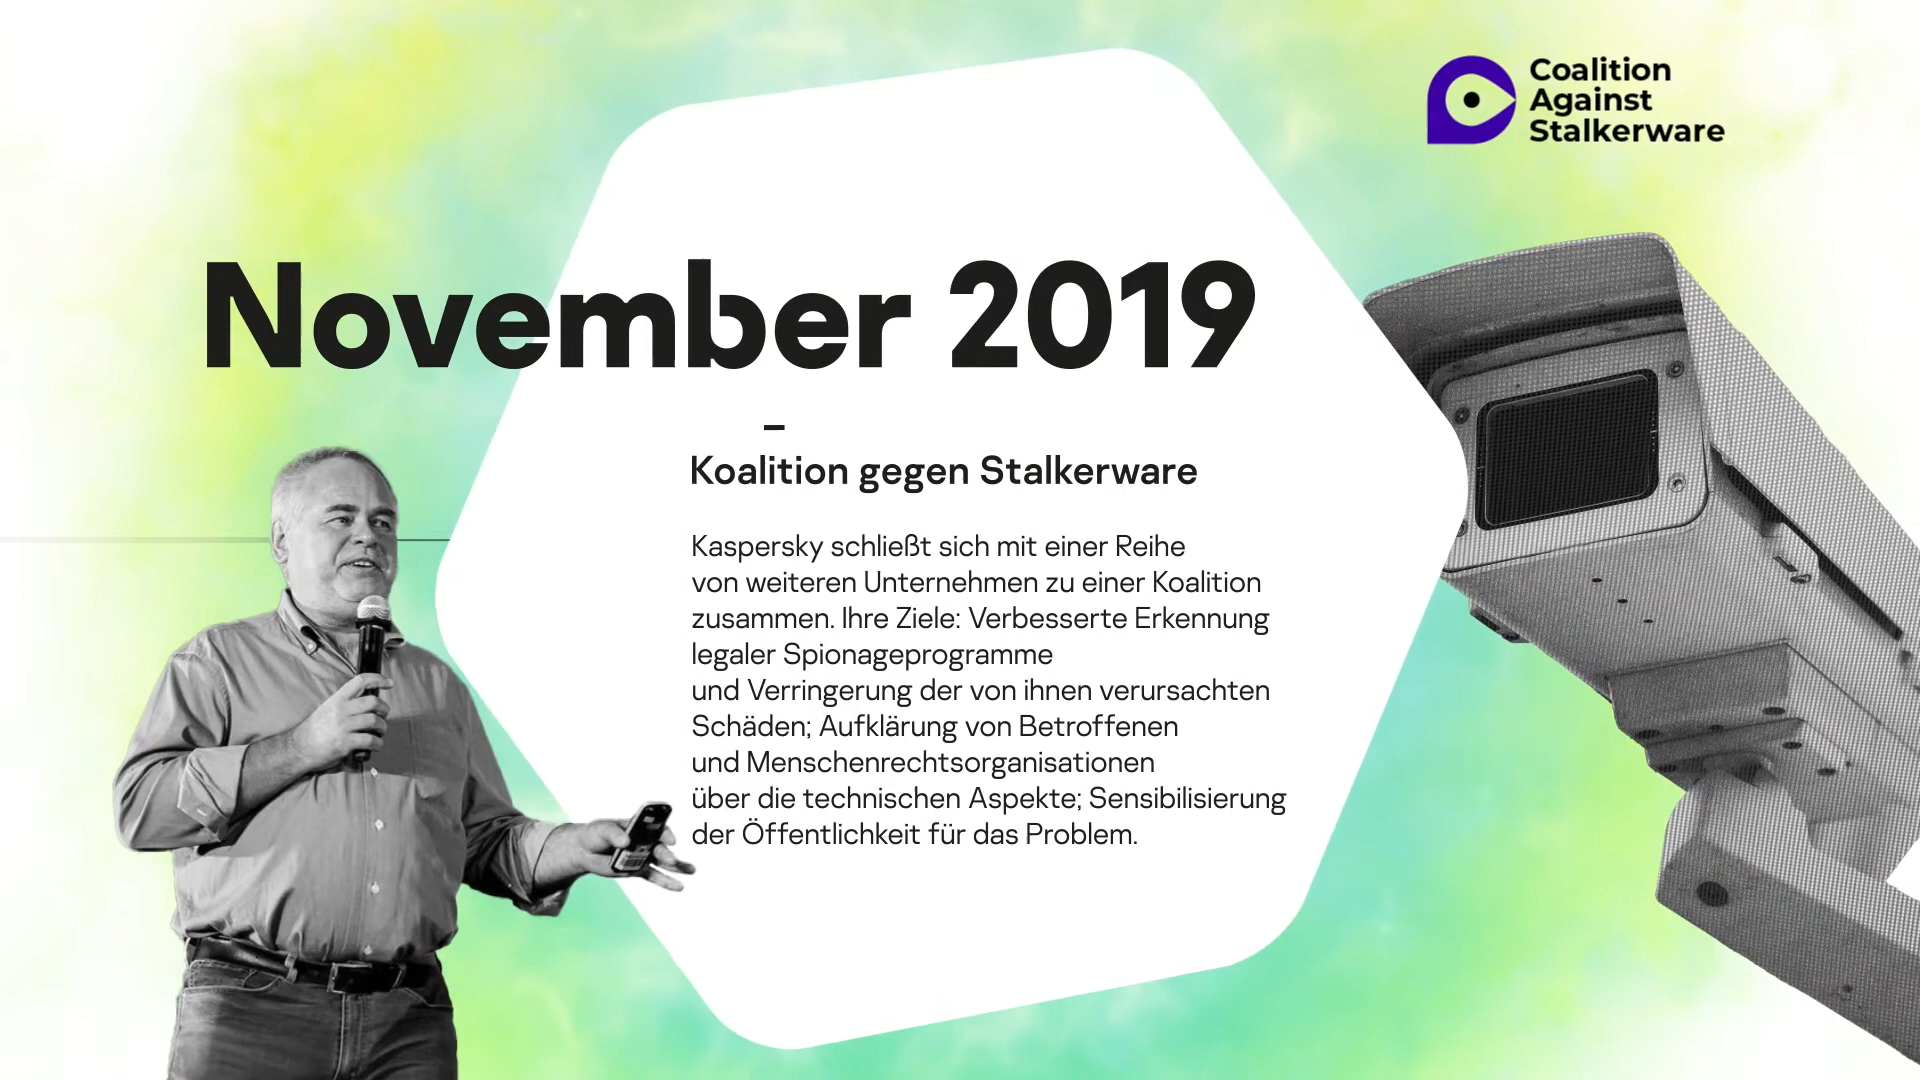 Coalition
Against
Stalkerware
November 2019
Koalition gegen Stalkerware
Kaspersky schließt sich mit einer Reihe
von weiteren Unternehmen zu einer Koalition
zusammen. Ihre Ziele: Verbesserte Erkennung
legaler Spionageprogramme
und Verringerung der von ihnen verursachten
Schäden; Aufklärung von Betroffenen
und Menschenrechtsorganisationen
über die technischen Aspekte; Sensibilisierung
der Öffentlichkeit für das Problem.